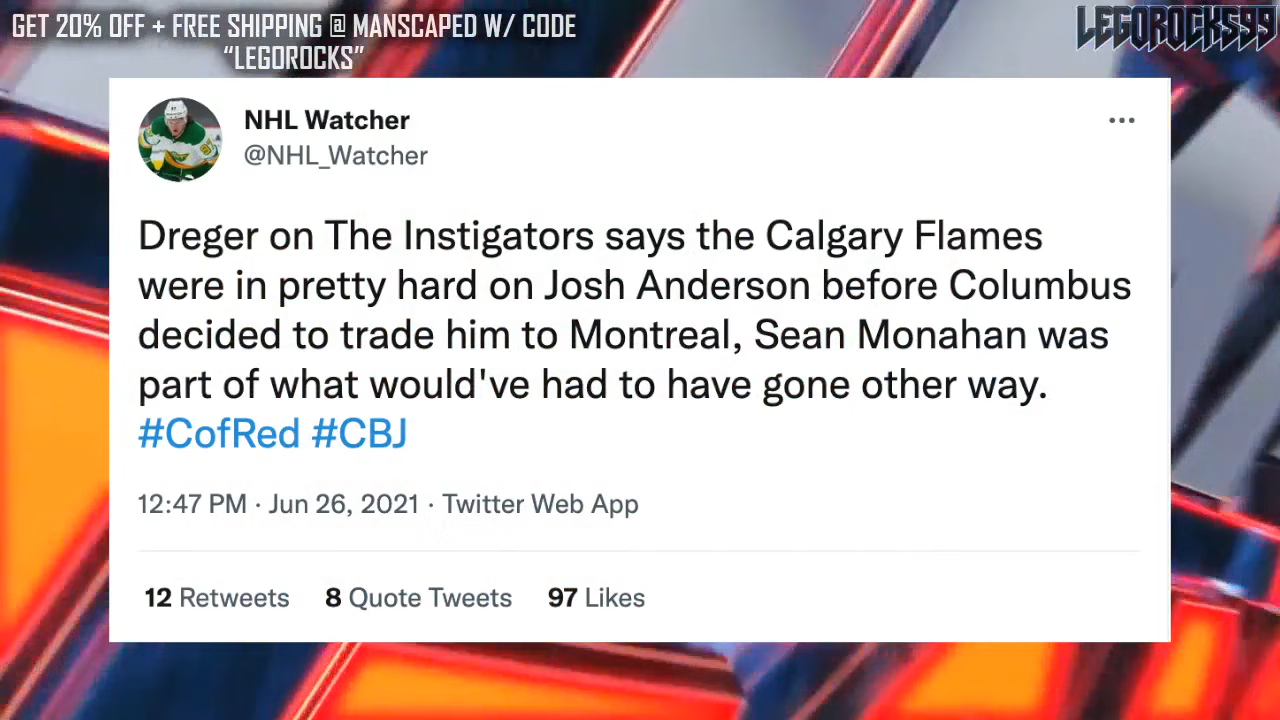 GET 20% OFF + FREE SHIPPING @ MANSCAPED W/ CODE
“LEGOROCKS”
LEGOROCKS99
NHL Watcher
@NHL_Watcher
Dreger on The Instigators says the Calgary Flames
were in pretty hard on Josh Anderson before Columbus
decided to trade him to Montreal, Sean Monahan was
part of what would've had to have gone other way.
#CofRed #CBJ
12:47 PM · Jun 26, 2021 · Twitter Web App
12 Retweets 8 Quote Tweets 97 Likes